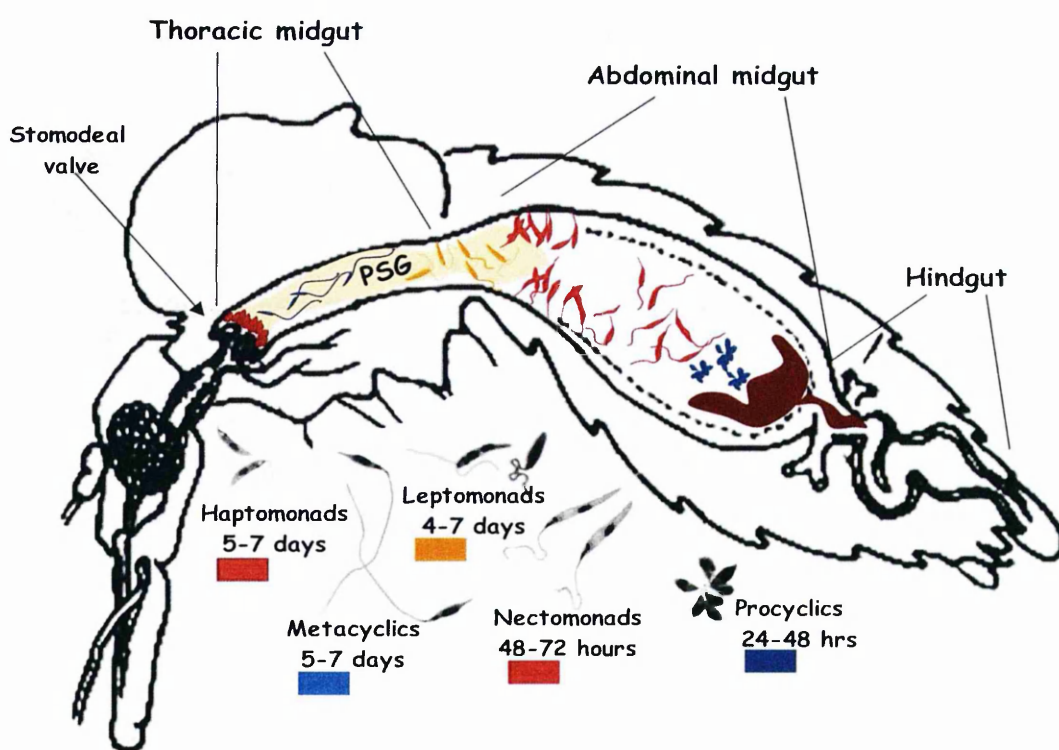 Thoracic midgut
Abdominal midgut
Stomodeal
valve
PSG
Hindgut
Haptomonads
5-7 days
Leptomonads
4-7 days
Metacyclics
5-7 days
Nectomonads
48-72 hours
Procyclics
24-48 hrs